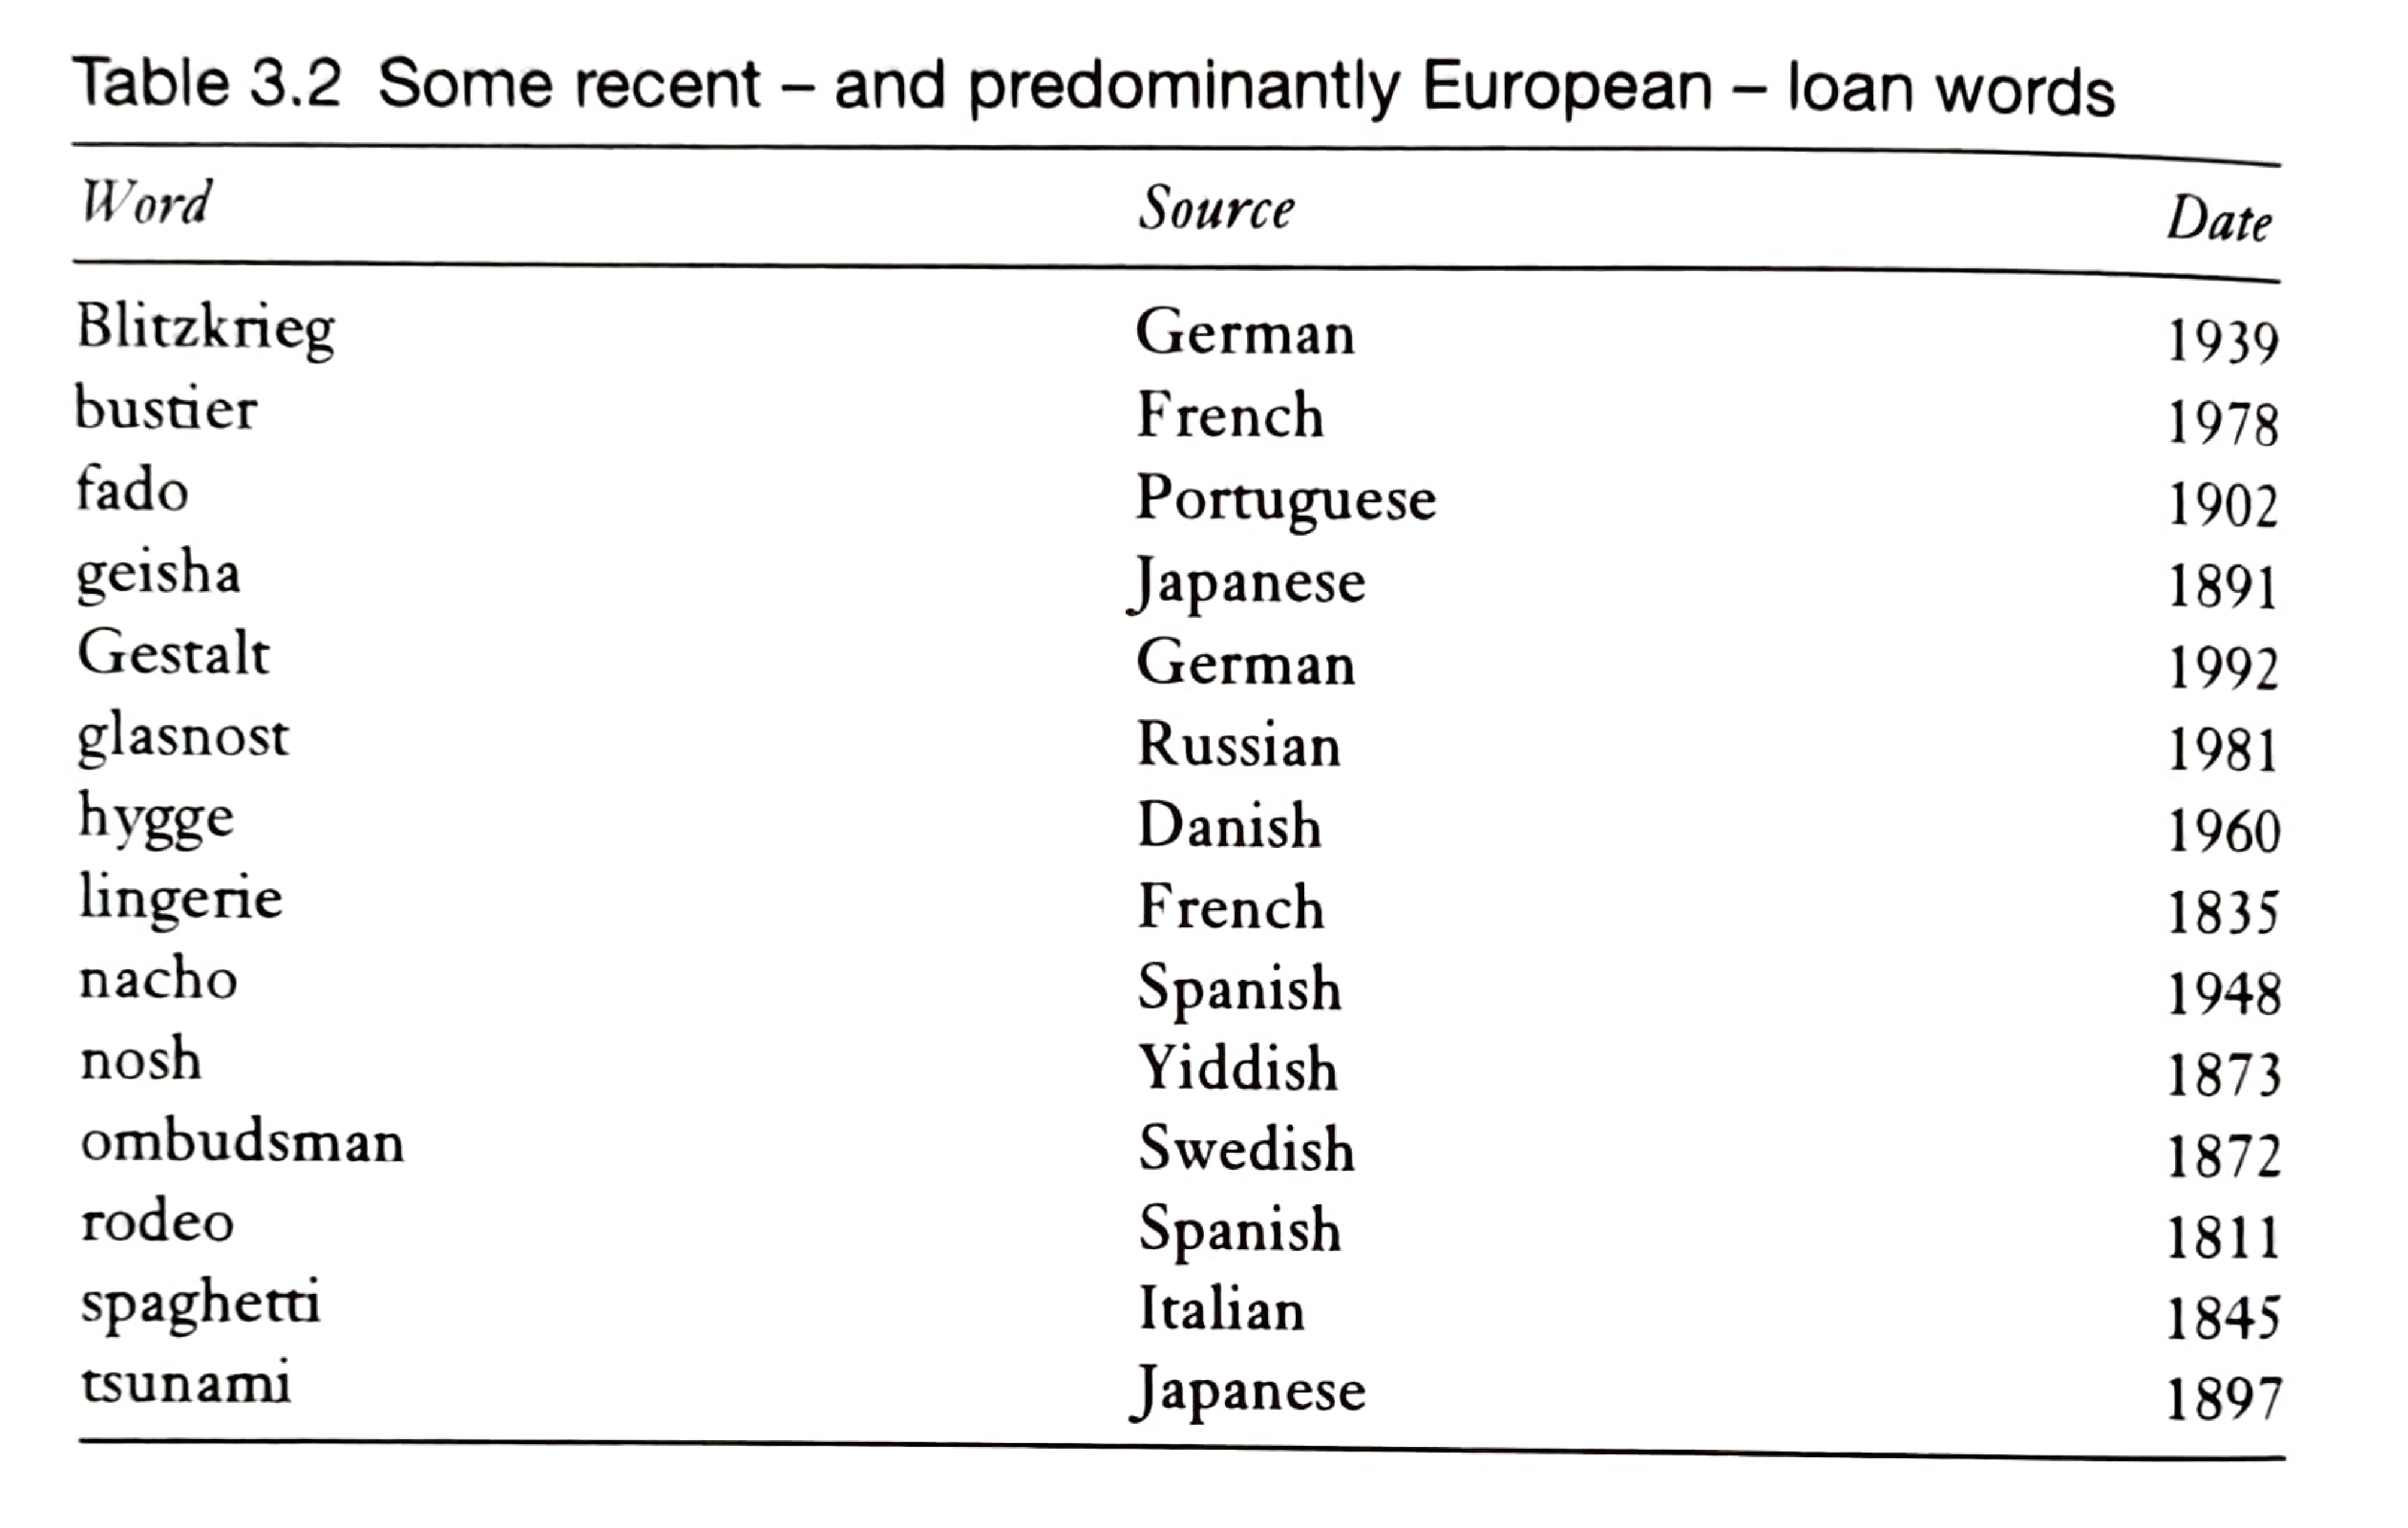 Table 3.2 Some recent – and predominantly European – loan words
Word Source Date
Blitzkrieg German 1939
bustier French 1978
fado Portuguese 1902
geisha Japanese 1891
Gestalt German 1992
glasnost Russian 1981
hygge Danish 1960
lingerie French 1835
nacho Spanish 1948
nosh Yiddish 1873
ombudsman Swedish 1872
rodeo Spanish 1811
spaghetti Italian 1845
tsunami Japanese 1897